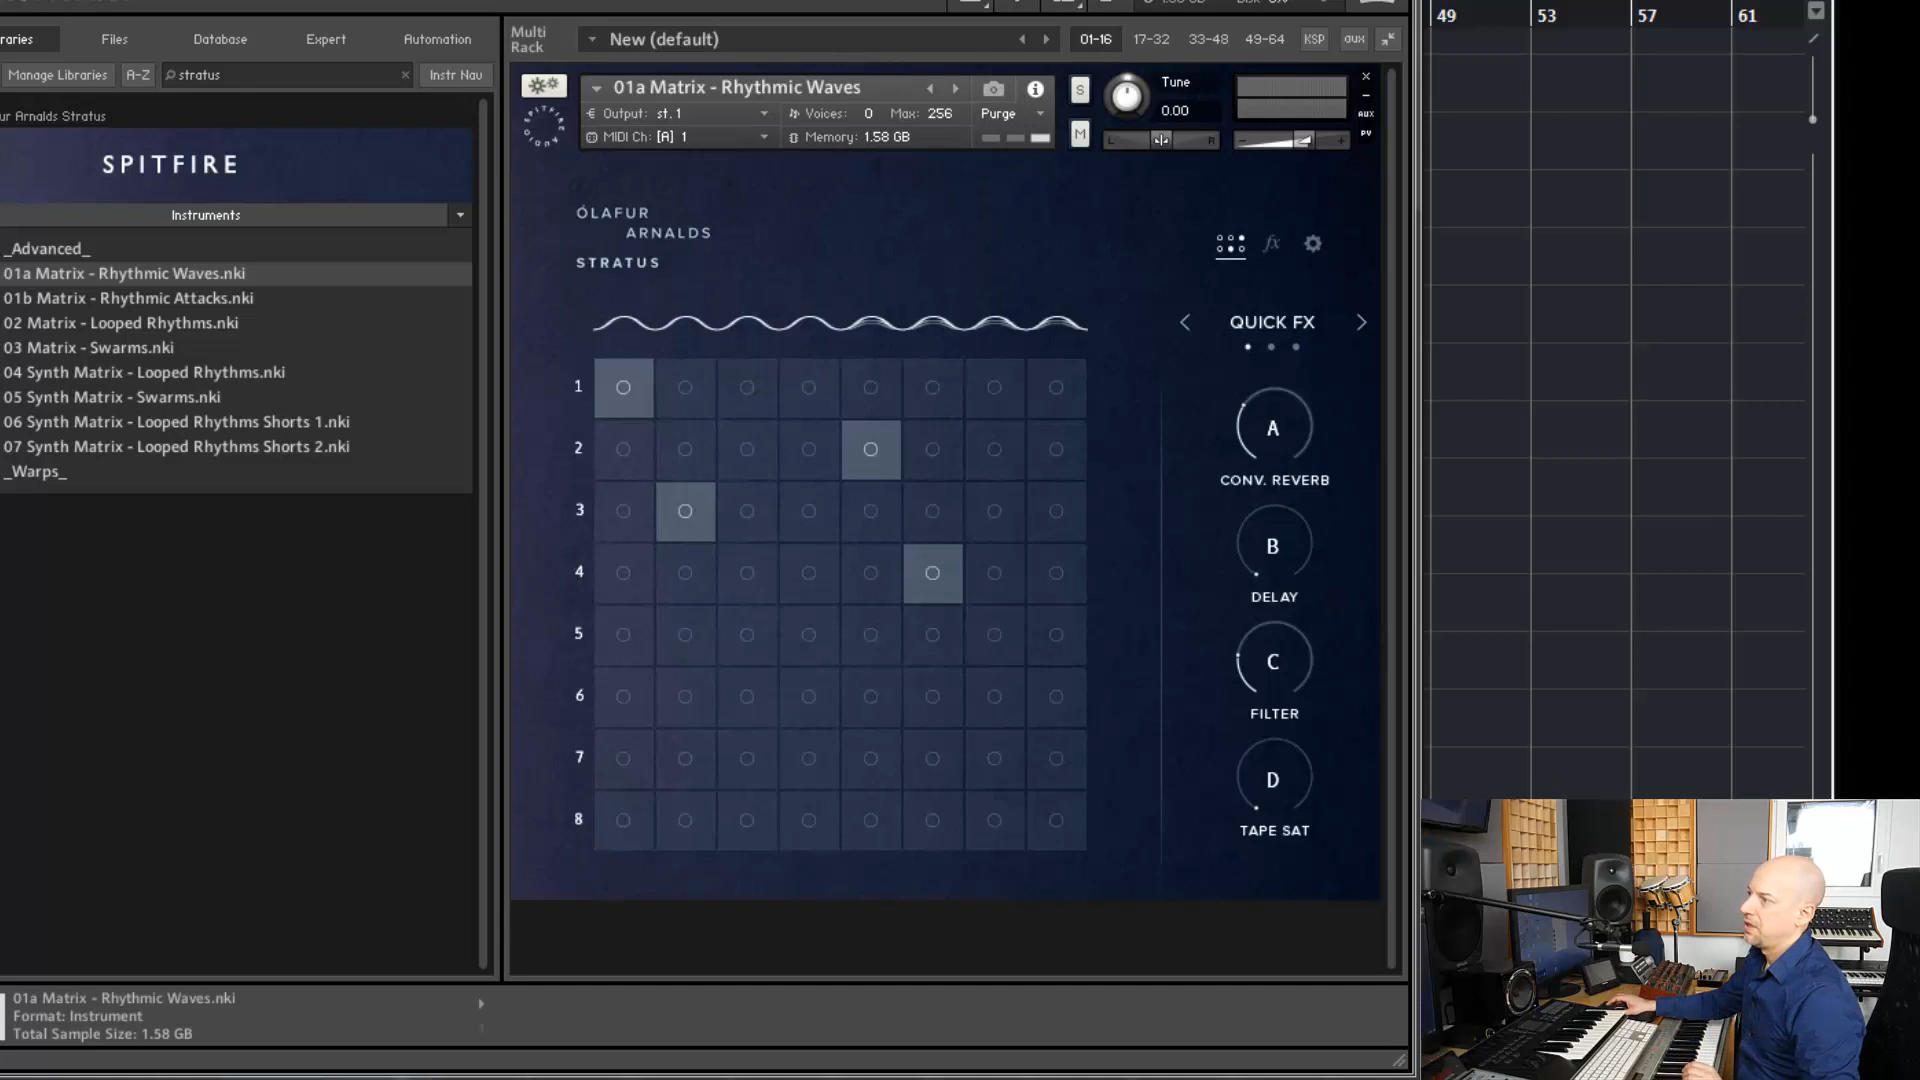 Multi
Rack
New (default)
01-16
17-32
33-48
49-64
KSP
aux
raries
Files
Database
Expert
Automation
Manage Libraries
A-Z
stratus
×
Instr Nav
ur Arnalds Stratus
SPITFIRE
Instruments
_Advanced_
01a Matrix - Rhythmic Waves.nki
01b Matrix - Rhythmic Attacks.nki
02 Matrix - Looped Rhythms.nki
03 Matrix - Swarms.nki
04 Synth Matrix - Looped Rhythms.nki
05 Synth Matrix - Swarms.nki
06 Synth Matrix - Looped Rhythms Shorts 1.nki
07 Synth Matrix - Looped Rhythms Shorts 2.nki
_Warps_
01a Matrix - Rhythmic Waves.nki
Format: Instrument
Total Sample Size: 1.58 GB
SPITFIRE AUDIO
01a Matrix - Rhythmic Waves
Output: st. 1
Voices: 0 Max: 256
Purge
MIDI Ch: [A] 1
Memory: 1.58 GB
S
M
Tune
0.00
L
R
AUX
PV
ÓLAFUR
ARNALDS
STRATUS
fx
QUICK FX
1
2
3
4
5
6
7
8
A
CONV. REVERB
B
DELAY
C
FILTER
D
TAPE SAT
49
53
57
61